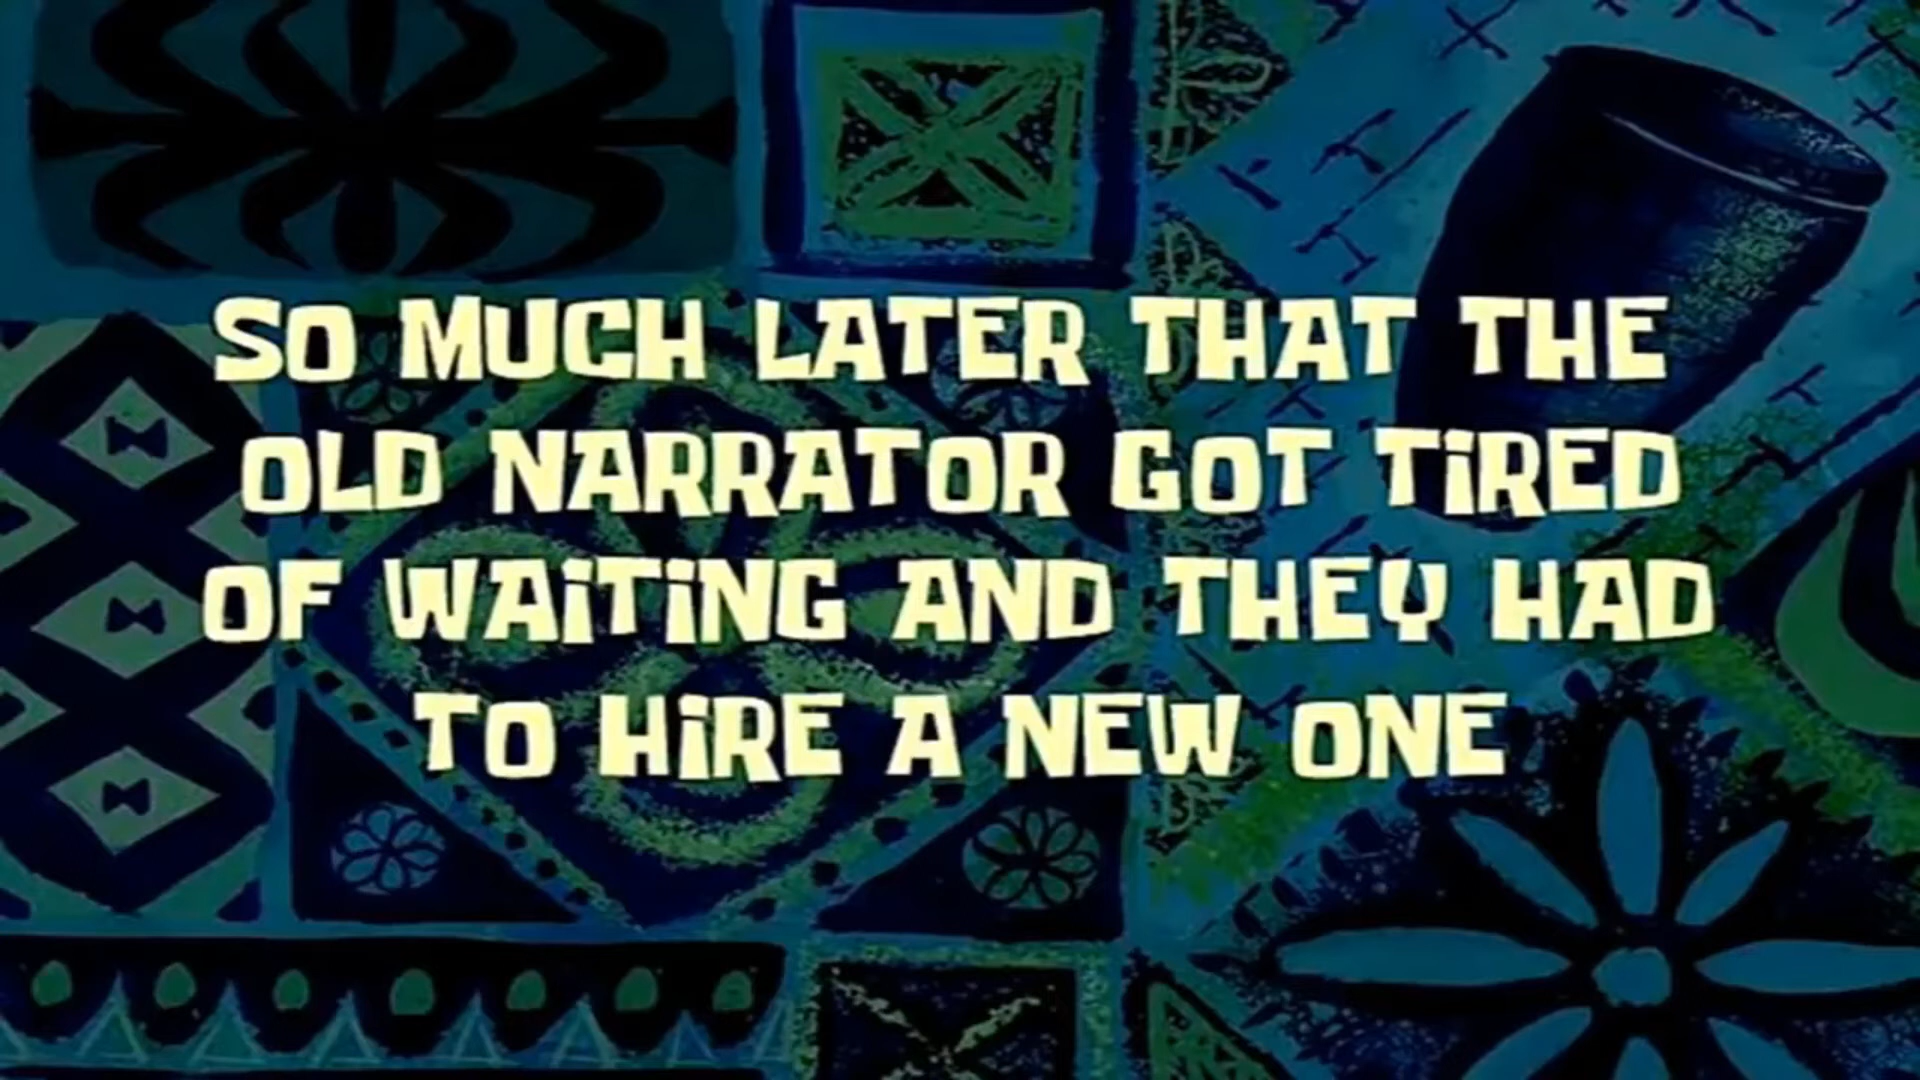 SO MUCH LATER THAT THE
OLD NARRATOR GOT TiRED
OF WAiTiNG AND THEY HAD
TO HiRE A NEW ONE